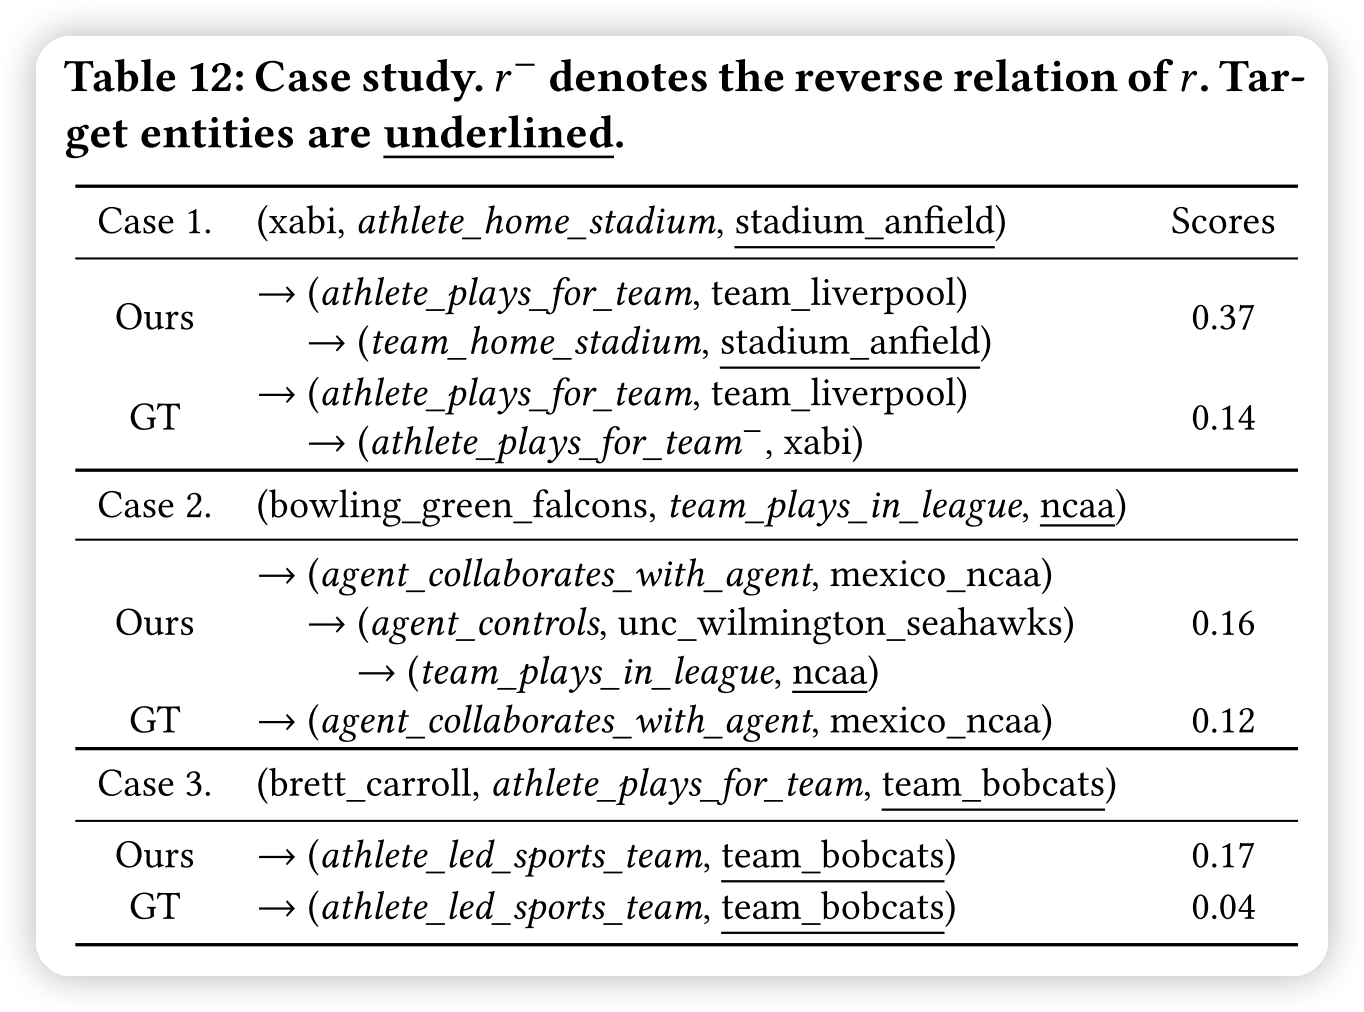 Table 12: Case study. r⁻ denotes the reverse relation of r. Tar-
get entities are underlined.
Case 1. (xabi, athlete_home_stadium, stadium_anfield) Scores
Ours → (athlete_plays_for_team, team_liverpool) 0.37
→ (team_home_stadium, stadium_anfield)
GT → (athlete_plays_for_team, team_liverpool) 0.14
→ (athlete_plays_for_team⁻, xabi)
Case 2. (bowling_green_falcons, team_plays_in_league, ncaa)
→ (agent_collaborates_with_agent, mexico_ncaa)
Ours → (agent_controls, unc_wilmington_seahawks) 0.16
→ (team_plays_in_league, ncaa)
GT → (agent_collaborates_with_agent, mexico_ncaa) 0.12
Case 3. (brett_carroll, athlete_plays_for_team, team_bobcats)
Ours → (athlete_led_sports_team, team_bobcats) 0.17
GT → (athlete_led_sports_team, team_bobcats) 0.04